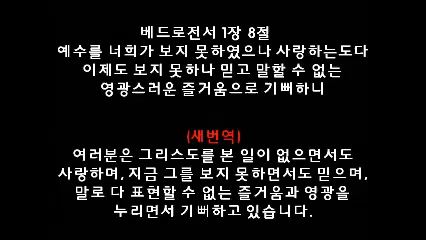 베드로전서 1장 8절
예수를 너희가 보지 못하였으나 사랑하는도다
이제도 보지 못하나 믿고 말할 수 없는
영광스러운 즐거움으로 기뻐하니
(새번역)
여러분은 그리스도를 본 일이 없으면서도
사랑하며, 지금 그를 보지 못하면서도 믿으며,
말로 다 표현할 수 없는 즐거움과 영광을
누리면서 기뻐하고 있습니다.